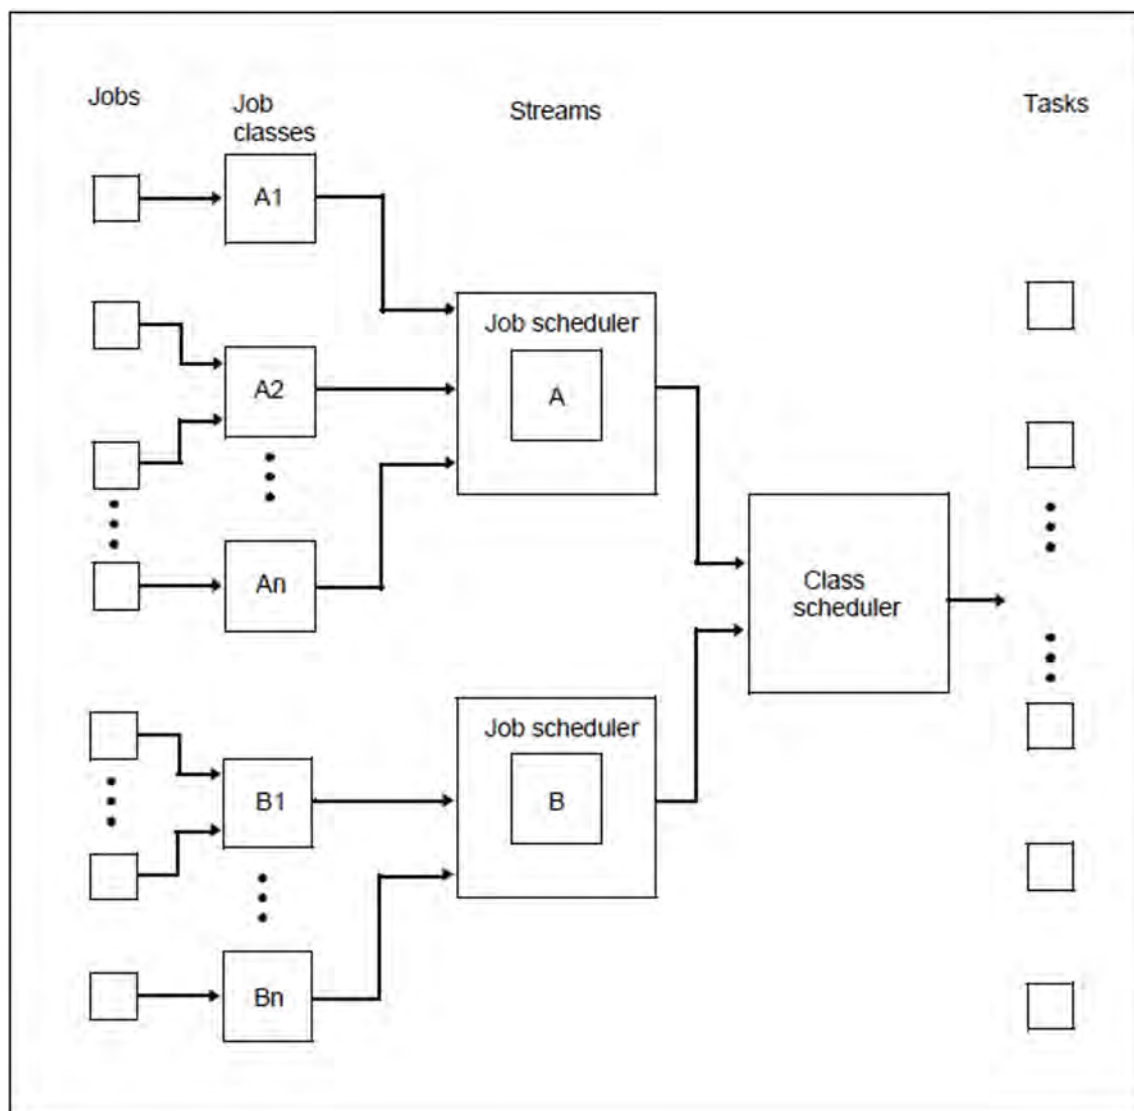 Jobs
Job
classes
Streams
Tasks
A1
Job scheduler
A2
A
An
Class
scheduler
Job scheduler
B1
B
Bn